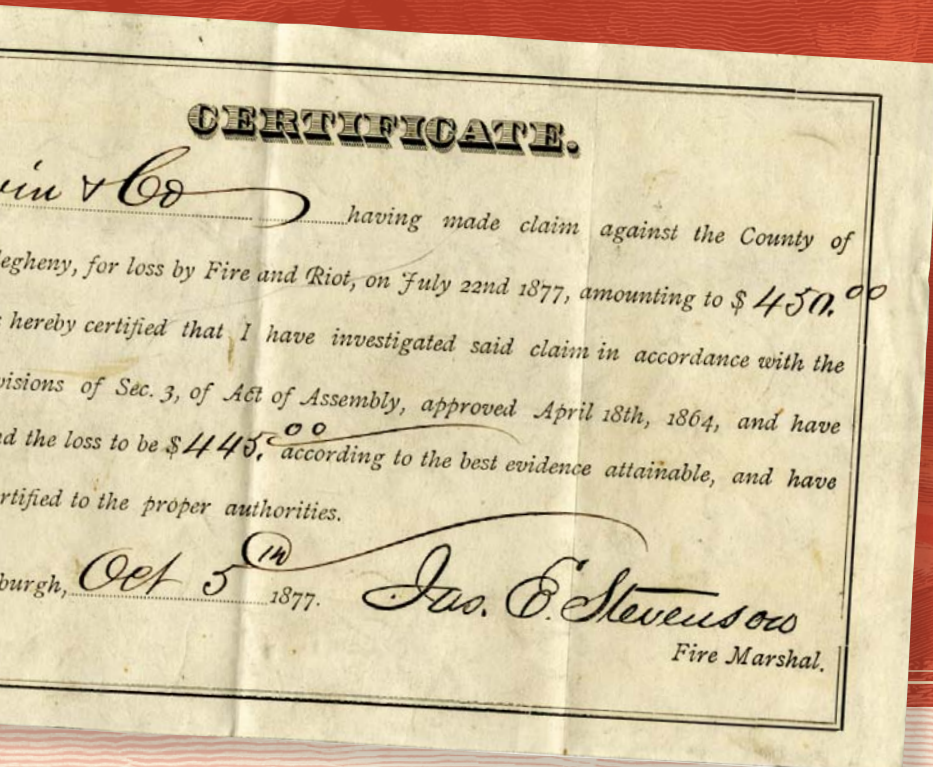 CERTIFICATE.
vin & Co having made claim against the County of
legheny, for loss by Fire and Riot, on July 22nd 1877, amounting to $ 450.00
s hereby certified that I have investigated said claim in accordance with the
visions of Sec. 3, of Act of Assembly, approved April 18th, 1864, and have
nd the loss to be $ 445.00 according to the best evidence attainable, and have
rtified to the proper authorities.
burgh, Oct 5th 1877. Jas. E. Stevenson
Fire Marshal.